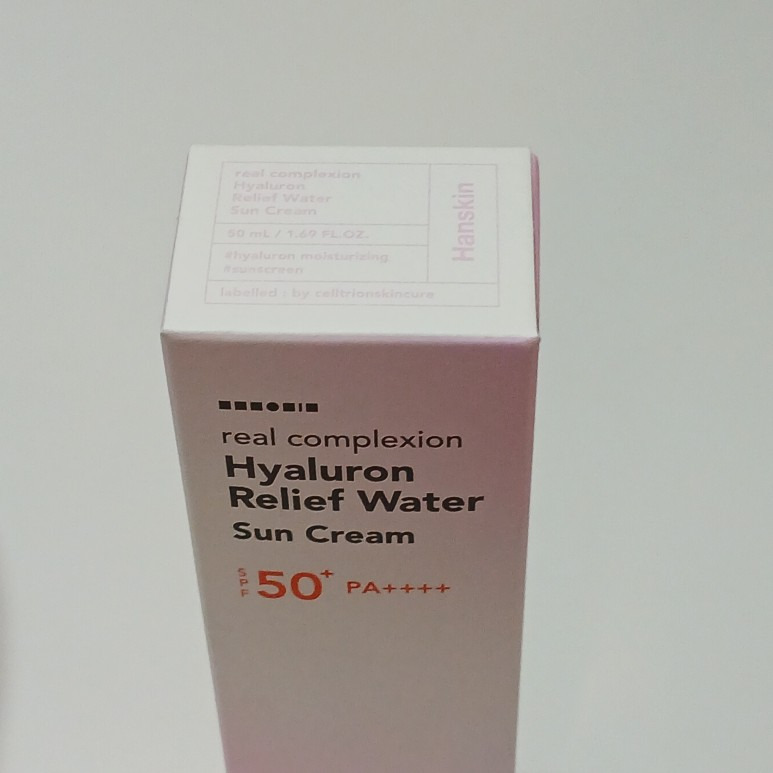 real complexion
Hyaluron
Relief Water
Sun Cream
50 mL / 1.69 FL.OZ.
#hyaluron moisturizing
#sunscreen
labelled : by celltrionskincure
Hanskin
real complexion
Hyaluron
Relief Water
Sun Cream
SPF 50+ PA++++